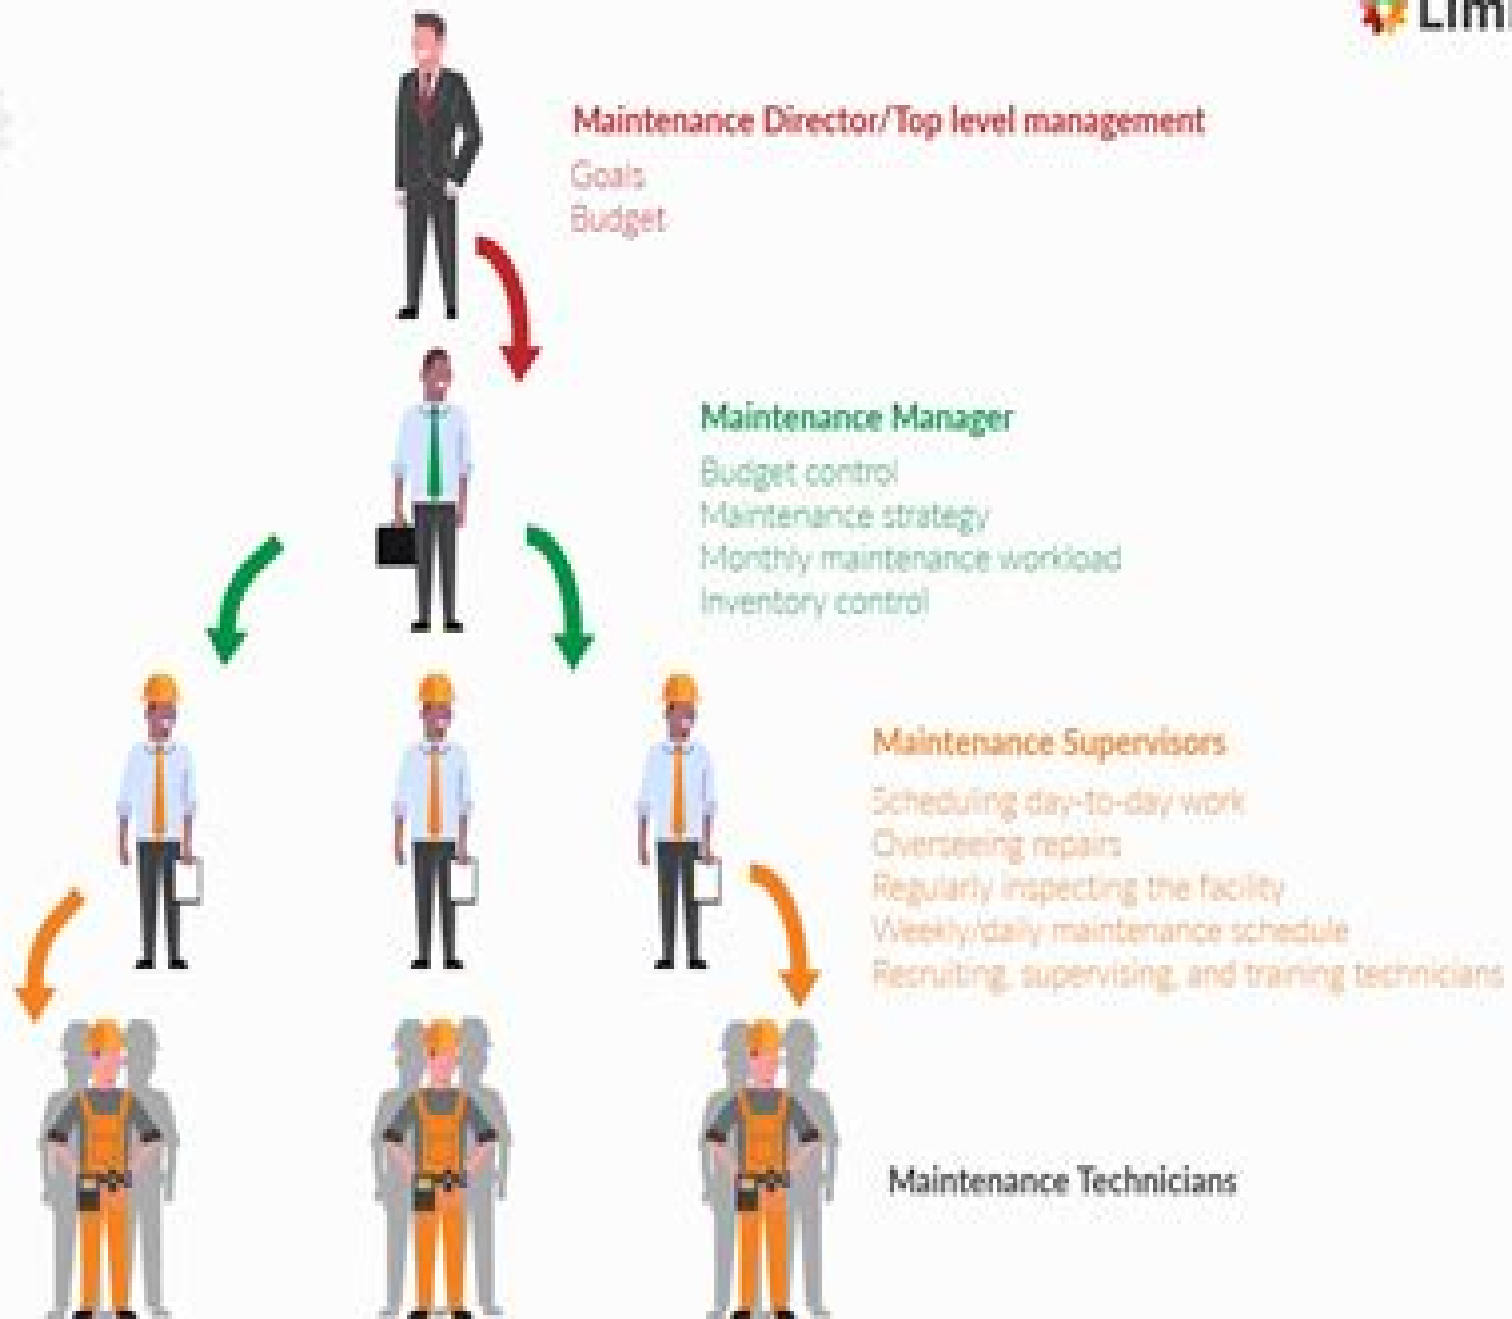 Maintenance Director/Top level management
Goals
Budget
Maintenance Manager
Budget control
Maintenance strategy
Monthly maintenance workload
Inventory control
Maintenance Supervisors
Scheduling day-to-day work
Overseeing repairs
Regularly inspecting the facility
Weekly/daily maintenance schedule
Recruiting, supervising, and training technicians
Maintenance Technicians